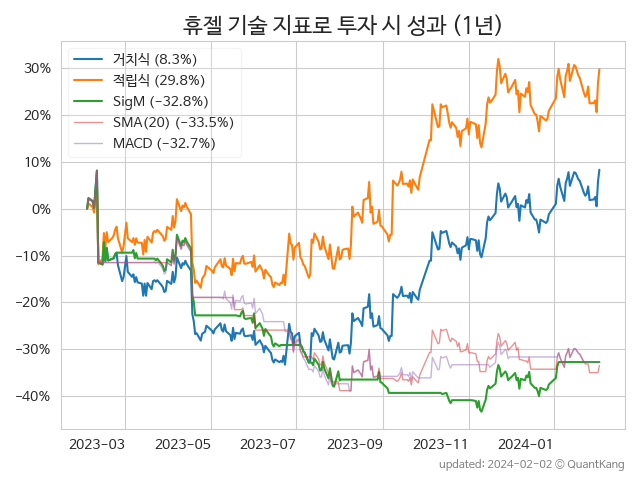 휴젤 기술 지표로 투자 시 성과 (1년)
거치식 (8.3%)
적립식 (29.8%)
SigM (−32.8%)
SMA(20) (−33.5%)
MACD (−32.7%)
30%
20%
10%
0%
−10%
−20%
−30%
−40%
2023−03 2023−05 2023−07 2023−09 2023−11 2024−01
updated: 2024−02−02 © QuantKang